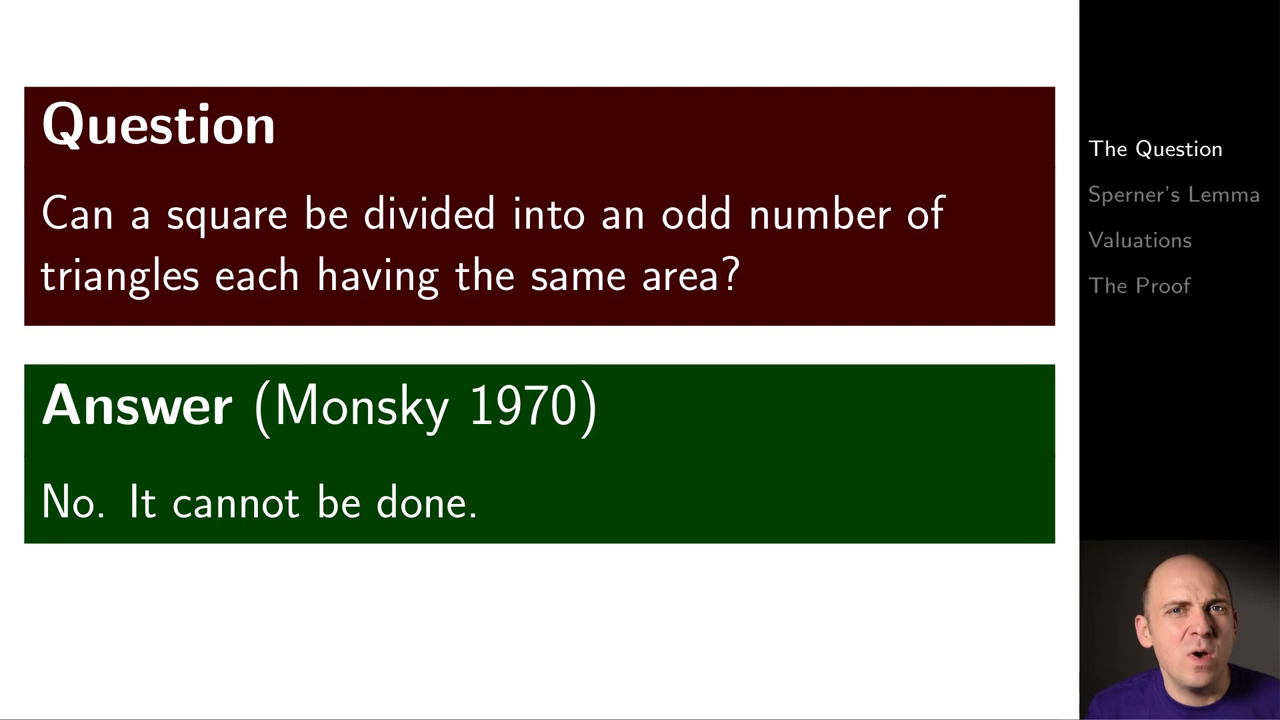 Question
Can a square be divided into an odd number of
triangles each having the same area?
Answer (Monsky 1970)
No. It cannot be done.
The Question
Sperner's Lemma
Valuations
The Proof